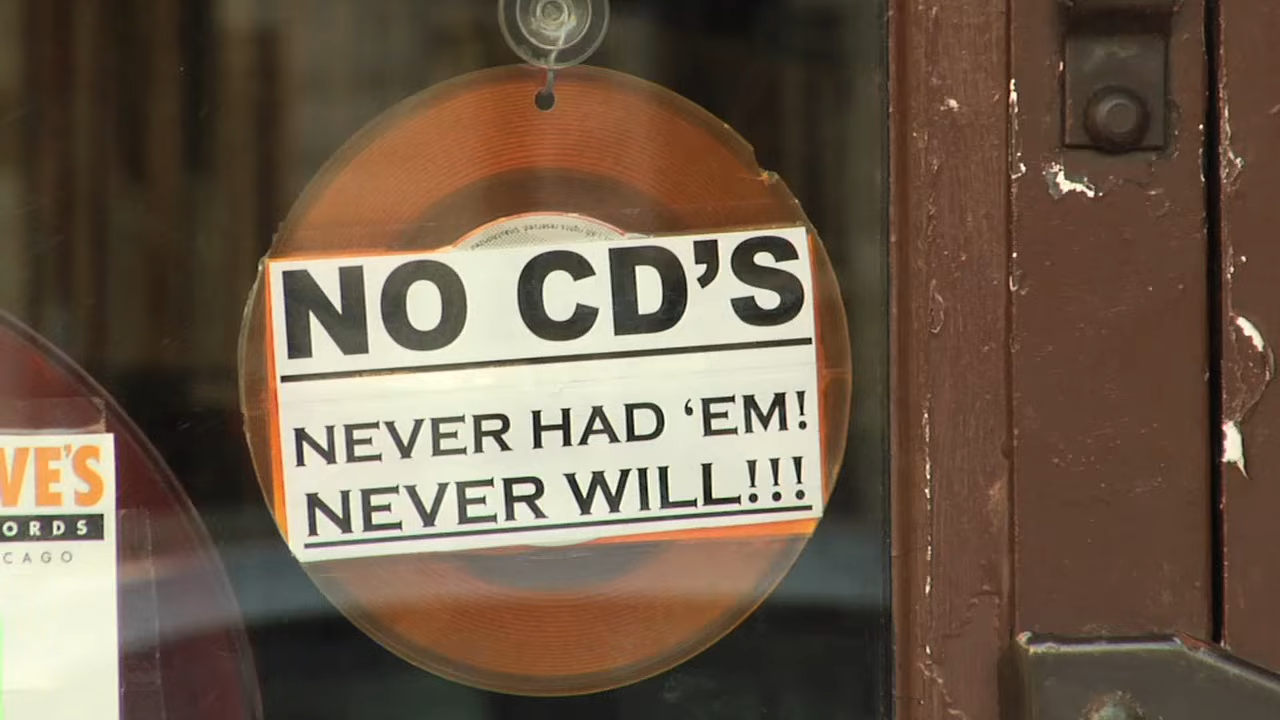 NO CD'S
NEVER HAD 'EM!
NEVER WILL!!!
VE'S
ORDS
CAGO